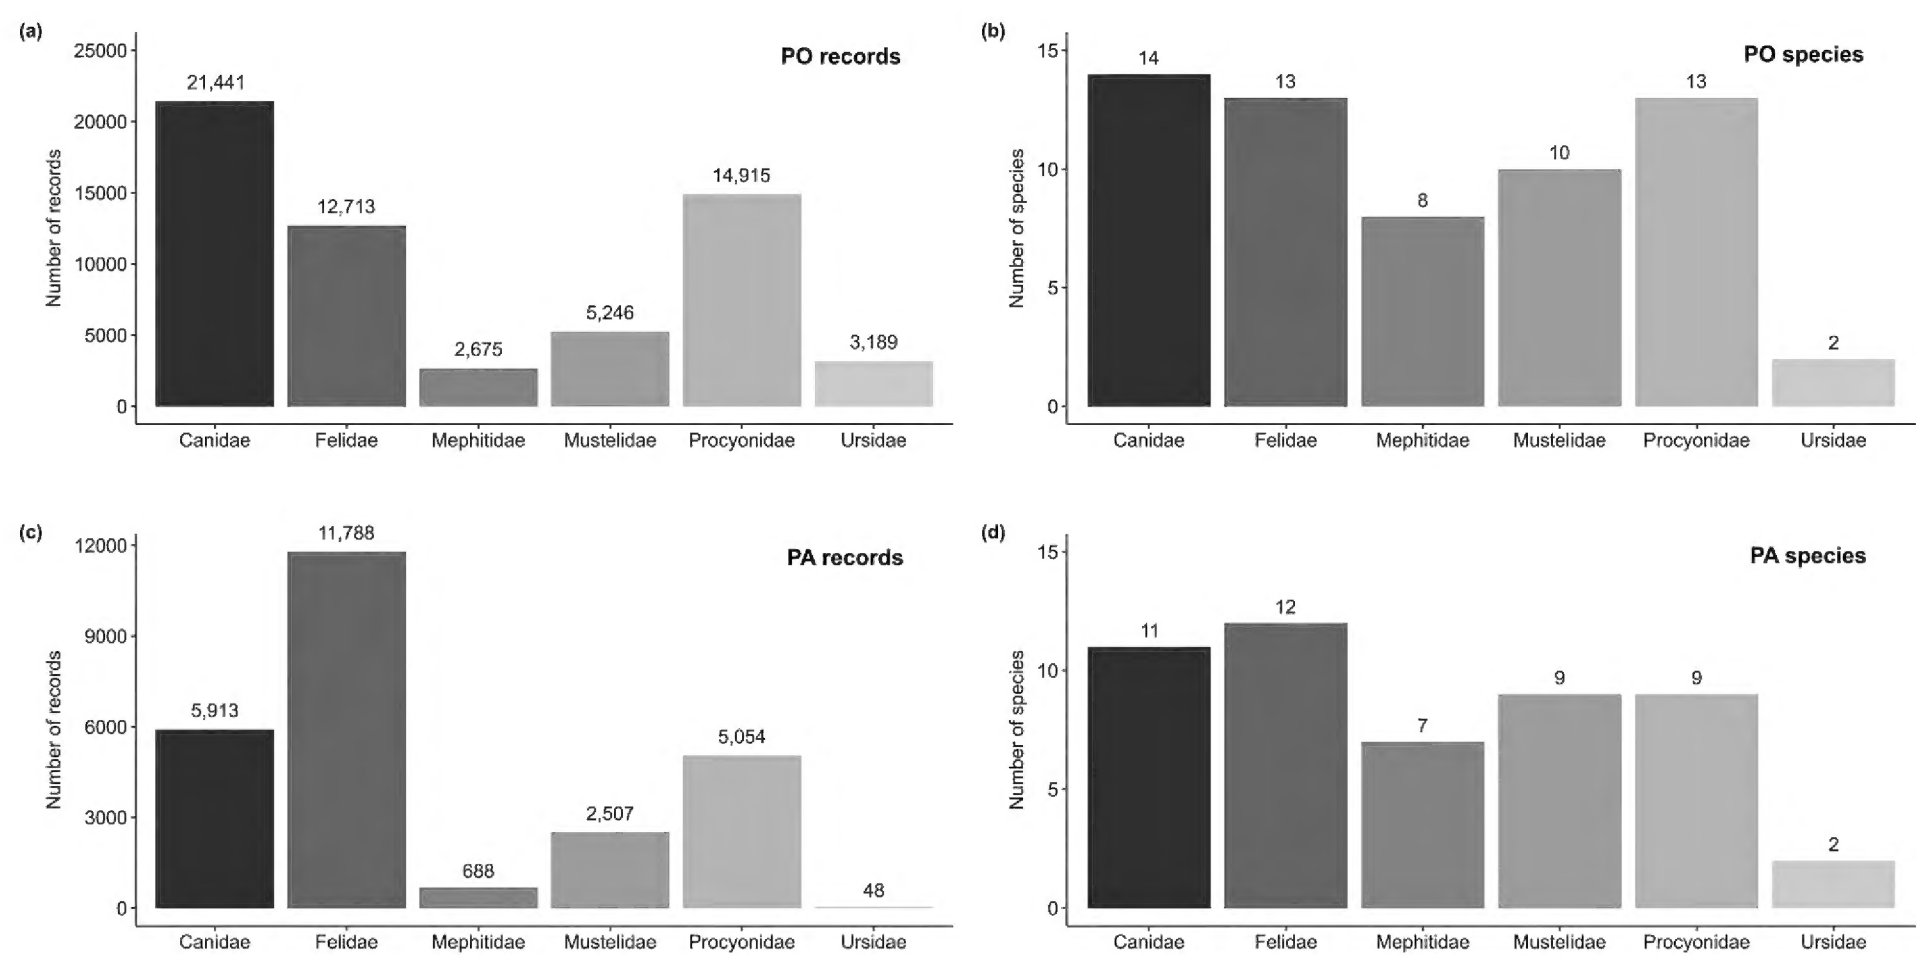 (a)
PO records
Number of records
25000
20000
15000
10000
5000
0
21,441
12,713
2,675
5,246
14,915
3,189
Canidae Felidae Mephitidae Mustelidae Procyonidae Ursidae
(b)
PO species
Number of species
15
10
5
0
14
13
8
10
13
2
Canidae Felidae Mephitidae Mustelidae Procyonidae Ursidae
(c)
PA records
Number of records
12000
9000
6000
3000
0
5,913
11,788
688
2,507
5,054
48
Canidae Felidae Mephitidae Mustelidae Procyonidae Ursidae
(d)
PA species
Number of species
15
10
5
0
11
12
7
9
9
2
Canidae Felidae Mephitidae Mustelidae Procyonidae Ursidae